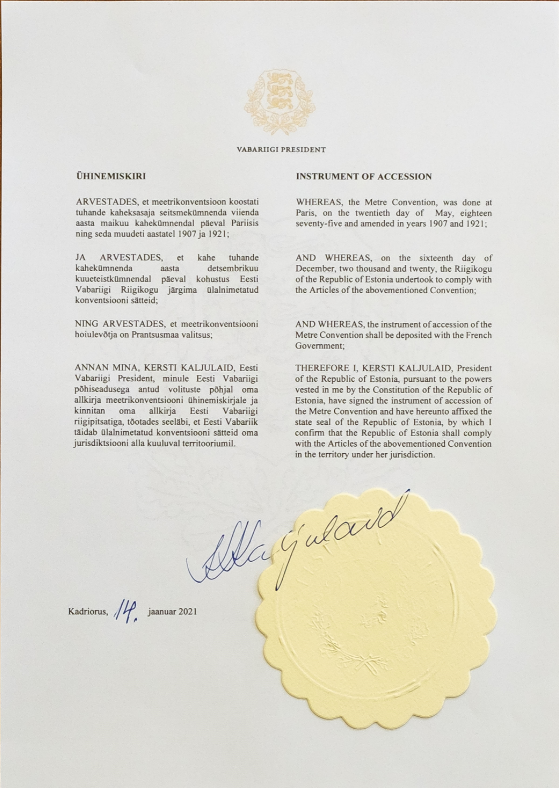 VABARIIGI PRESIDENT
ÜHINEMISKIRI
ARVESTADES, et meetrikonventsioon koostati
tuhande kaheksasaja seitsmekümnenda viienda
aasta maikuu kahekümnendal päeval Pariisis
ning seda muudeti aastatel 1907 ja 1921;
JA ARVESTADES, et kahe tuhande
kahekümnenda aasta detsembrikuu
kuueteistkümnendal päeval kohustus Eesti
Vabariigi Riigikogu järgima ülalnimetatud
konventsiooni sätteid;
NING ARVESTADES, et meetrikonventsiooni
hoiulevõtja on Prantsusmaa valitsus;
ANNAN MINA, KERSTI KALJULAID, Eesti
Vabariigi President, minule Eesti Vabariigi
põhiseadusega antud volituste põhjal oma
allkirja meetrikonventsiooni ühinemiskirjale ja
kinnitan oma allkirja Eesti Vabariigi
riigipitsatiga, tõotades seeläbi, et Eesti Vabariik
täidab ülalnimetatud konventsiooni sätteid oma
jurisdiktsiooni alla kuuluval territooriumil.
INSTRUMENT OF ACCESSION
WHEREAS, the Metre Convention, was done at
Paris, on the twentieth day of May, eighteen
seventy-five and amended in years 1907 and 1921;
AND WHEREAS, on the sixteenth day of
December, two thousand and twenty, the Riigikogu
of the Republic of Estonia undertook to comply with
the Articles of the abovementioned Convention;
AND WHEREAS, the instrument of accession of the
Metre Convention shall be deposited with the French
Government;
THEREFORE I, KERSTI KALJULAID, President
of the Republic of Estonia, pursuant to the powers
vested in me by the Constitution of the Republic of
Estonia, have signed the instrument of accession of
the Metre Convention and have hereunto affixed the
state seal of the Republic of Estonia, by which I
confirm that the Republic of Estonia shall comply
with the Articles of the abovementioned Convention
in the territory under her jurisdiction.
KKaljulaid
Kadriorus, 14. jaanuar 2021